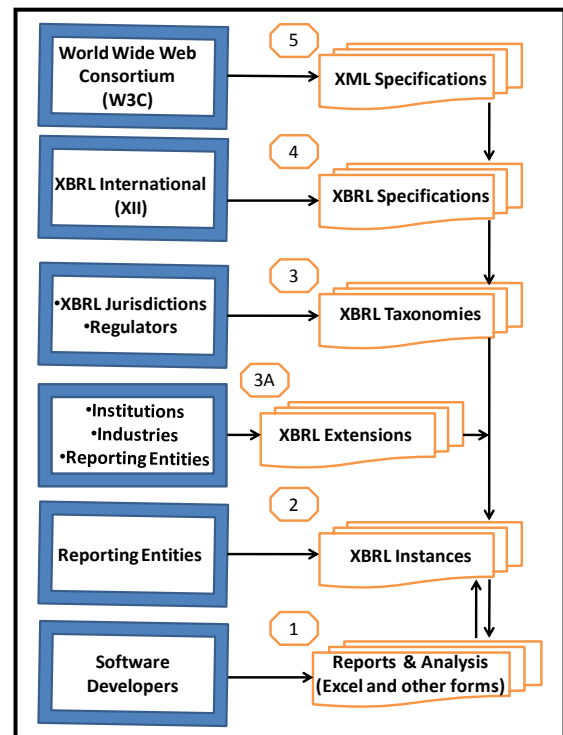 5
World Wide Web
Consortium
(W3C)
XML Specifications
4
XBRL International
(XII)
XBRL Specifications
3
•XBRL Jurisdictions
•Regulators
XBRL Taxonomies
3A
•Institutions
•Industries
•Reporting Entities
XBRL Extensions
2
Reporting Entities
XBRL Instances
1
Software
Developers
Reports & Analysis
(Excel and other forms)